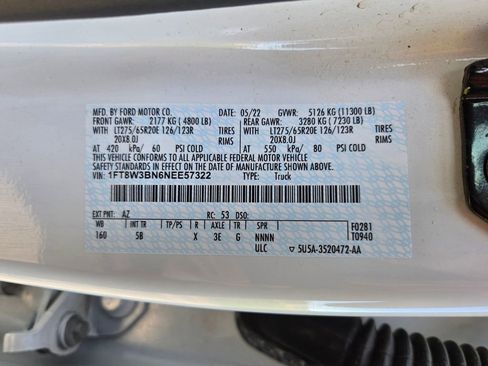 MFD. BY FORD MOTOR CO. 05/22 GVWR: 5126 KG (11300 LB)
FRONT GAWR: 2177 KG (4800 LB) REAR GAWR: 3280 KG (7230 LB)
WITH LT275/65R20E 126/123R WITH LT275/65R20E 126/123R
20X8.0J RIMS 20X8.0J RIMS
AT 420 kPa/ 60 PSI COLD AT 550 kPa/ 80 PSI COLD
THIS VEHICLE CONFORMS TO ALL APPLICABLE FEDERAL MOTOR VEHICLE
SAFETY STANDARDS IN EFFECT ON THE DATE OF MANUFACTURE SHOWN ABOVE.
VIN: 1FT8W3BN6NEE57322 TYPE: Truck
EXT PNT: AZ RC: 53 DSO:
WB INT TR TP/PS R AXLE TR SPR F0281
160 5B X 3E G NNNN T0940
ULC ▽ 5U5A-3520472-AA